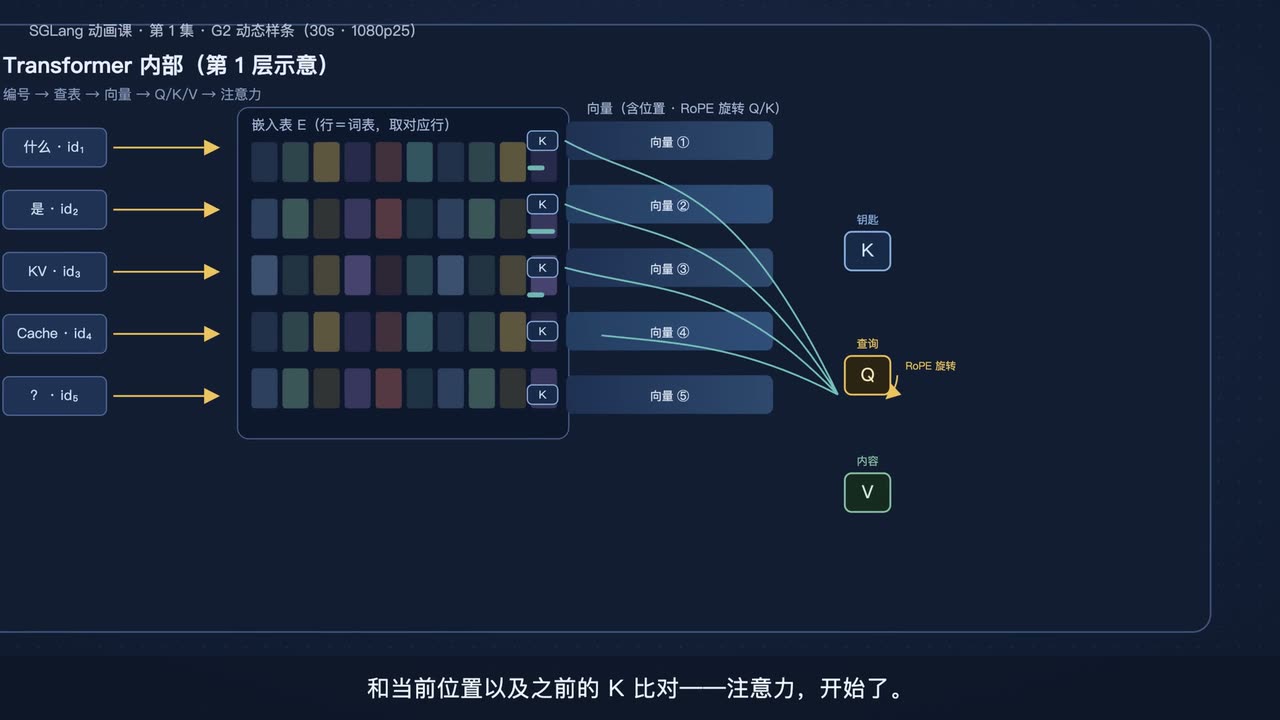 SGLang 动画课 · 第 1 集 · G2 动态样条（30s · 1080p25）
Transformer 内部（第 1 层示意）
编号 → 查表 → 向量 → Q/K/V → 注意力
什么 · id₁
是 · id₂
KV · id₃
Cache · id₄
？ · id₅
嵌入表 E（行＝词表，取对应行）
K
K
K
K
K
向量（含位置 · RoPE 旋转 Q/K）
向量 ①
向量 ②
向量 ③
向量 ④
向量 ⑤
钥匙
K
查询
Q
RoPE 旋转
内容
V
和当前位置以及之前的 K 比对——注意力，开始了。